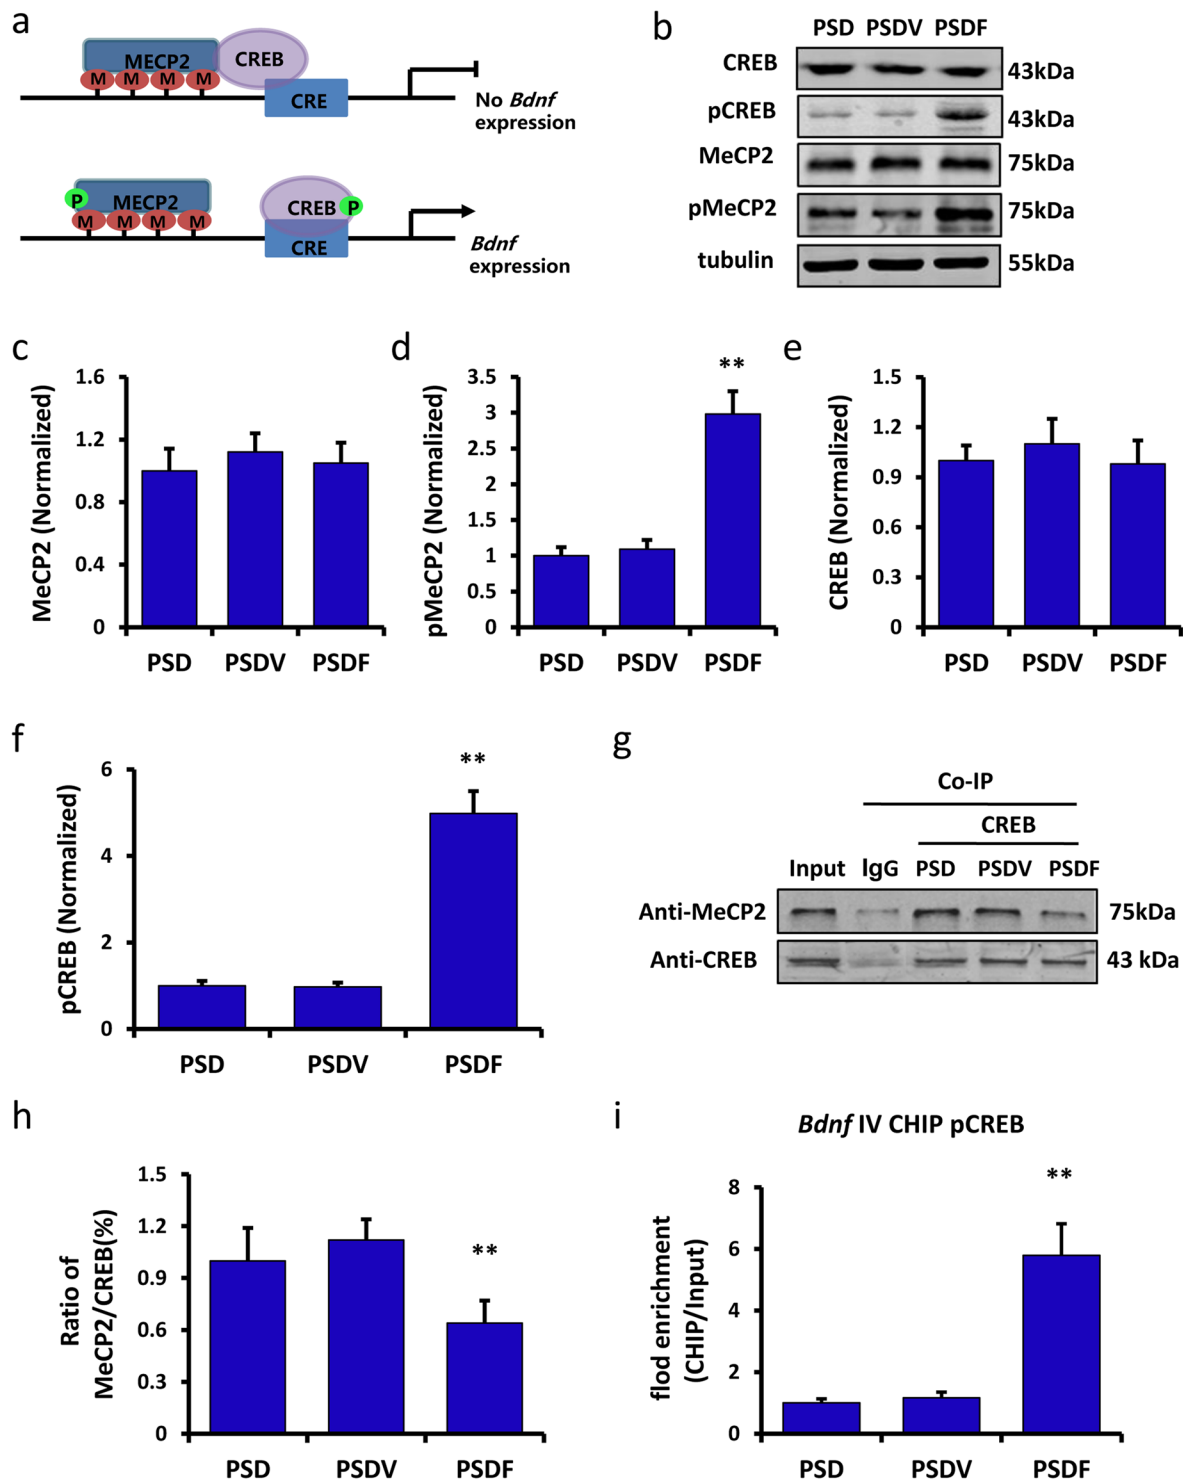 a
MECP2
CREB
M M M M
CRE
No Bdnf
expression
P
MECP2
CREB
P
M M M M
CRE
Bdnf
expression
b
PSD PSDV PSDF
CREB
43kDa
pCREB
43kDa
MeCP2
75kDa
pMeCP2
75kDa
tubulin
55kDa
c
MeCP2 (Normalized)
1.6
1.2
0.8
0.4
0
PSD PSDV PSDF
d
**
pMeCP2 (Normalized)
3.5
3
2.5
2
1.5
1
0.5
0
PSD PSDV PSDF
e
CREB (Normalized)
1.5
1.2
0.9
0.6
0.3
0
PSD PSDV PSDF
f
**
pCREB (Normalized)
6
4
2
0
PSD PSDV PSDF
g
Co-IP
CREB
Input IgG PSD PSDV PSDF
Anti-MeCP2
75kDa
Anti-CREB
43 kDa
h
**
Ratio of
MeCP2/CREB(%)
1.5
1.2
0.9
0.6
0.3
0
PSD PSDV PSDF
i
Bdnf IV CHIP pCREB
**
flod enrichment
(CHIP/Input)
8
6
4
2
0
PSD PSDV PSDF